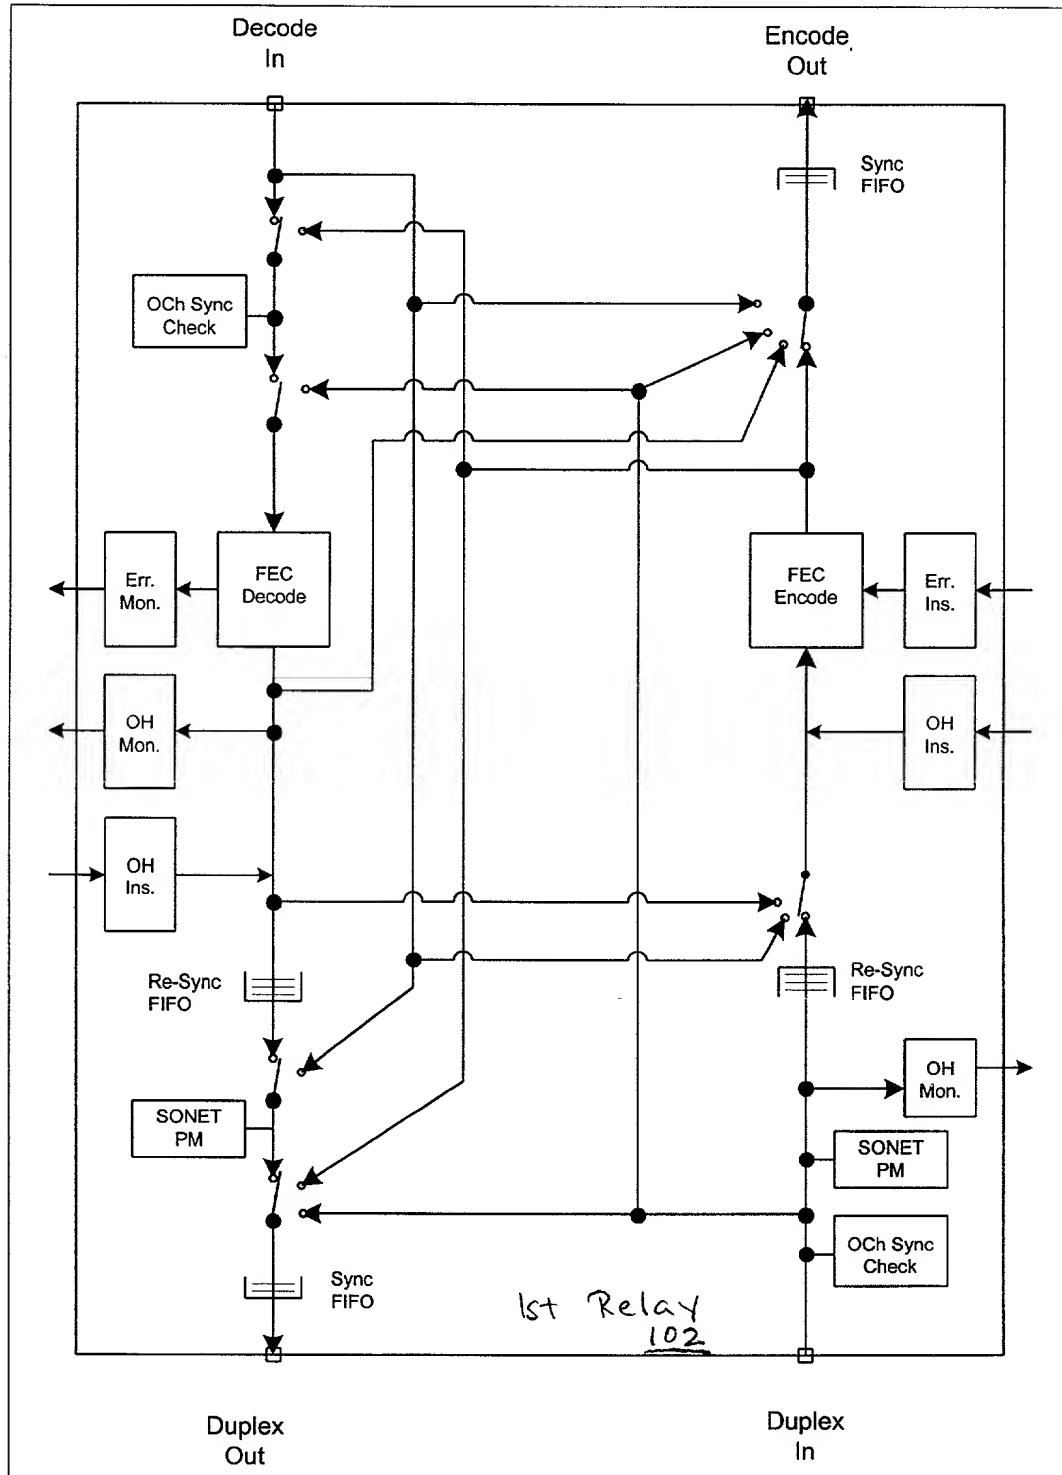 Decode
In
Encode
Out
Sync
FIFO
OCh Sync
Check
Err.
Mon.
FEC
Decode
FEC
Encode
Err.
Ins.
OH
Mon.
OH
Ins.
OH
Ins.
Re-Sync
FIFO
Re-Sync
FIFO
OH
Mon.
SONET
PM
SONET
PM
OCh Sync
Check
Sync
FIFO
1st Relay
102
Duplex
Out
Duplex
In